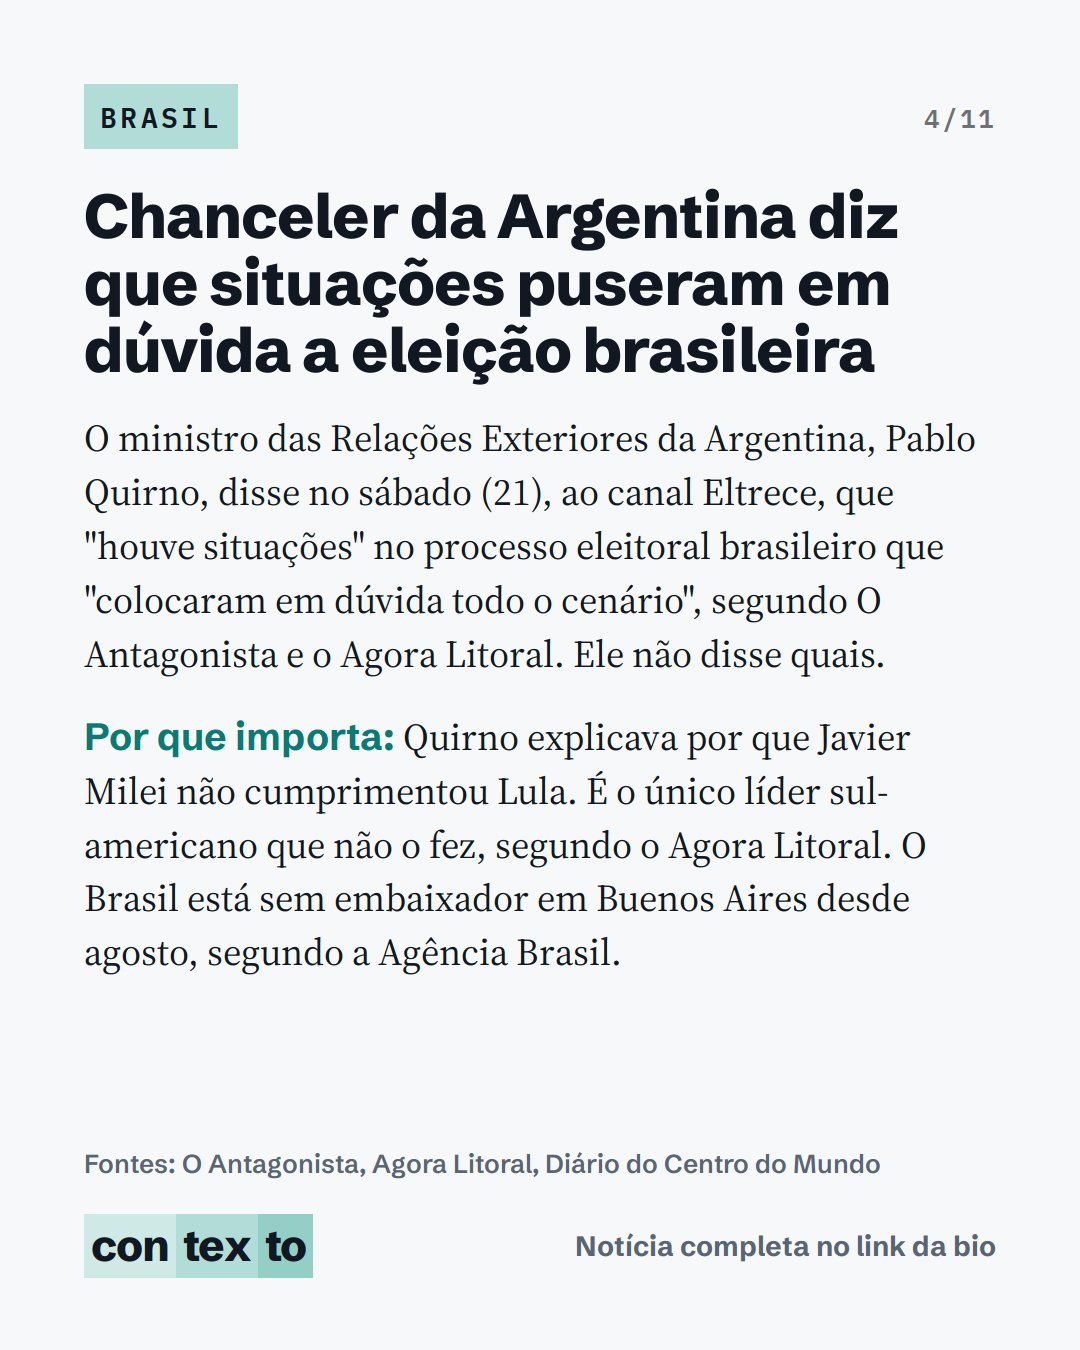 BRASIL
4/11
Chanceler da Argentina diz
que situações puseram em
dúvida a eleição brasileira
O ministro das Relações Exteriores da Argentina, Pablo
Quirno, disse no sábado (21), ao canal Eltrece, que
"houve situações" no processo eleitoral brasileiro que
"colocaram em dúvida todo o cenário", segundo O
Antagonista e o Agora Litoral. Ele não disse quais.
Por que importa: Quirno explicava por que Javier
Milei não cumprimentou Lula. É o único líder sul-
americano que não o fez, segundo o Agora Litoral. O
Brasil está sem embaixador em Buenos Aires desde
agosto, segundo a Agência Brasil.
Fontes: O Antagonista, Agora Litoral, Diário do Centro do Mundo
contexto
Notícia completa no link da bio